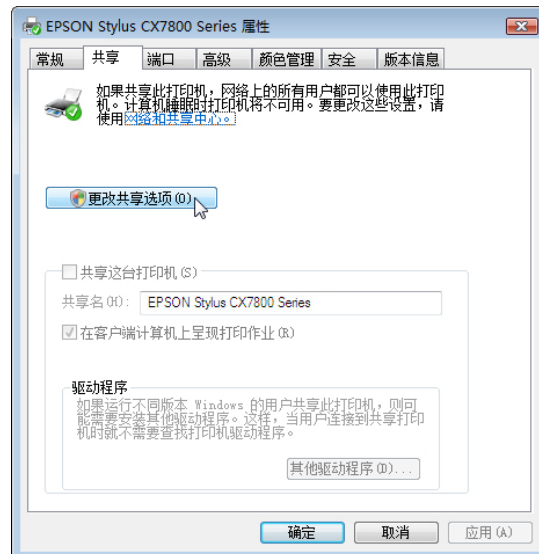 EPSON Stylus CX7800 Series 属性
常规 共享 端口 高级 颜色管理 安全 版本信息
如果共享此打印机，网络上的所有用户都可以使用此打印
机。计算机睡眠时打印机将不可用。要更改这些设置，请
使用网络和共享中心。
更改共享选项(O)
共享这台打印机(S)
共享名(H): EPSON Stylus CX7800 Series
在客户端计算机上呈现打印作业(R)
驱动程序
如果运行不同版本 Windows 的用户共享此打印机，则可
能需要安装其他驱动程序。这样，当用户连接到共享打印
机时就不需要查找打印机驱动程序。
其他驱动程序(D)...
确定 取消 应用(A)